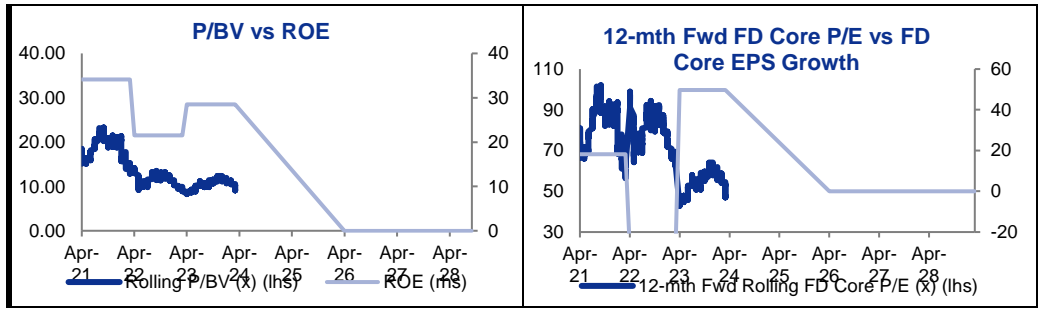 P/BV vs ROE
40.00
30.00
20.00
10.00
0.00
40
30
20
10
0
Apr-21
Apr-22
Apr-23
Apr-24
Apr-25
Apr-26
Apr-27
Apr-28
Rolling P/BV (x) (lhs)
ROE (rhs)
12-mth Fwd FD Core P/E vs FD
Core EPS Growth
110
90
70
50
30
60
40
20
0
-20
Apr-21
Apr-22
Apr-23
Apr-24
Apr-25
Apr-26
Apr-27
Apr-28
12-mth Fwd Rolling FD Core P/E (x) (lhs)